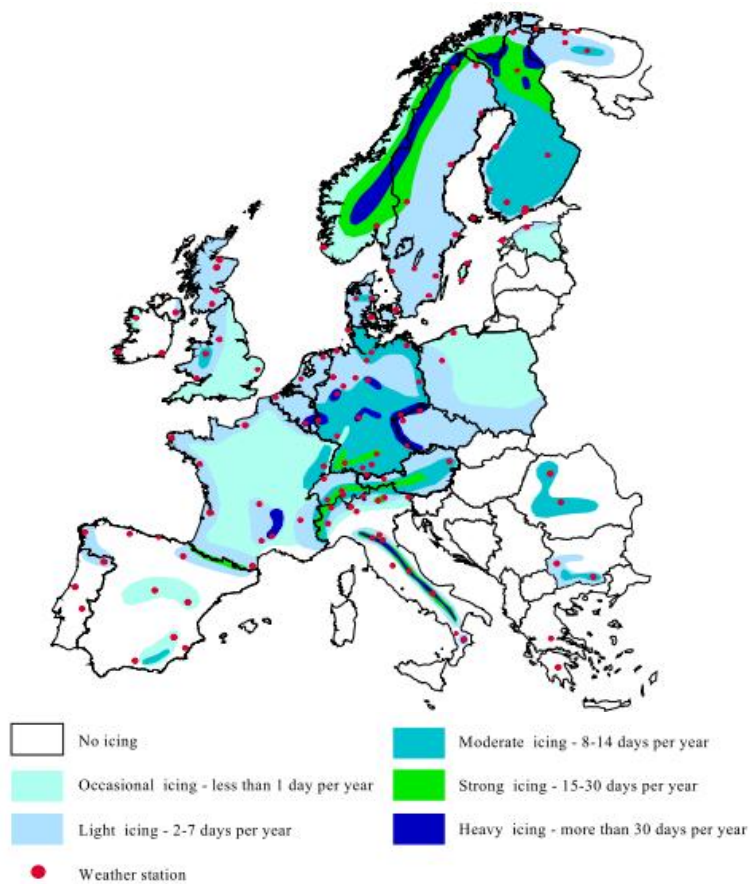 No icing
Occasional icing - less than 1 day per year
Light icing - 2-7 days per year
Weather station
Moderate icing - 8-14 days per year
Strong icing - 15-30 days per year
Heavy icing - more than 30 days per year